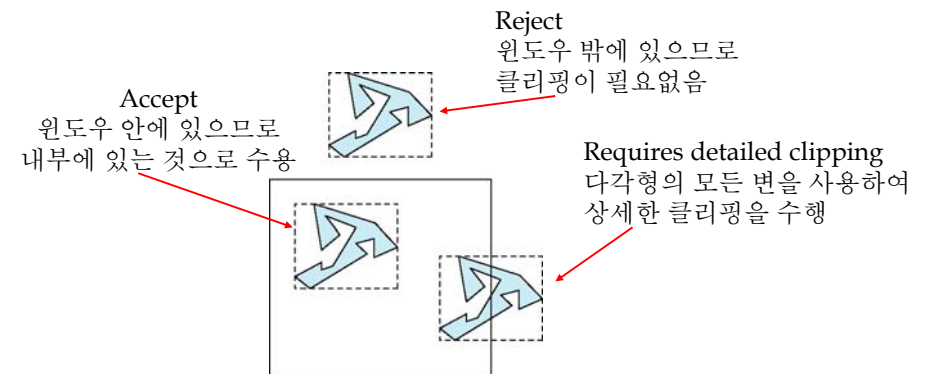 Reject
윈도우 밖에 있으므로
클리핑이 필요없음
Accept
윈도우 안에 있으므로
내부에 있는 것으로 수용
Requires detailed clipping
다각형의 모든 변을 사용하여
상세한 클리핑을 수행